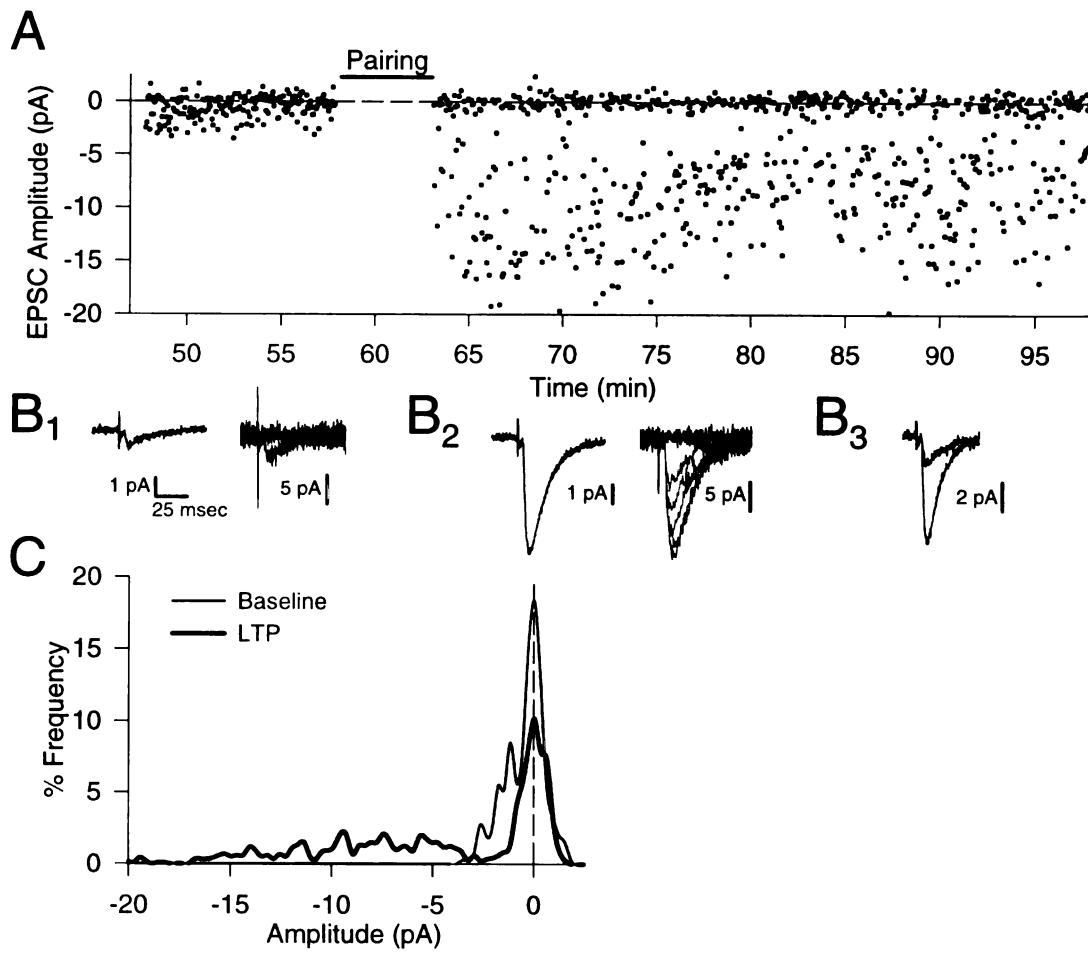 A
Pairing
EPSC Amplitude (pA)
0
-5
-10
-15
-20
50 55 60 65 70 75 80 85 90 95
Time (min)
B1 B2 B3
1 pA 5 pA 1 pA 5 pA 2 pA
25 msec
C
% Frequency
20
15
10
5
0
Baseline
LTP
-20 -15 -10 -5 0
Amplitude (pA)